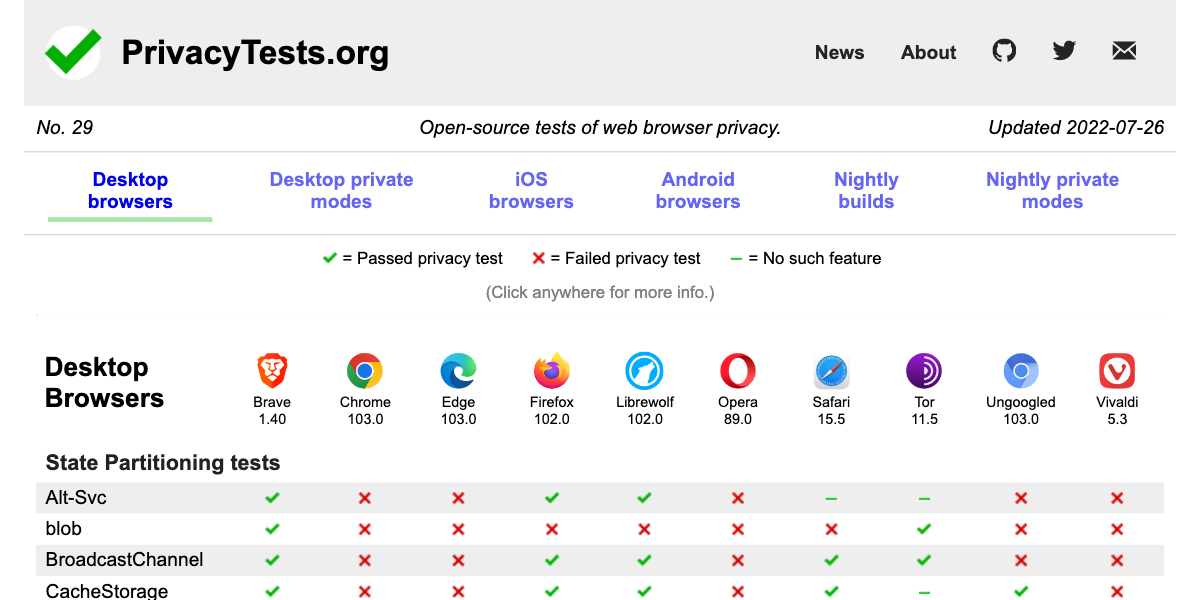 PrivacyTests.org
News About
No. 29 Open-source tests of web browser privacy. Updated 2022-07-26
Desktop browsers Desktop private modes iOS browsers Android browsers Nightly builds Nightly private modes
= Passed privacy test = Failed privacy test = No such feature
(Click anywhere for more info.)
Desktop
Browsers
Brave Chrome Edge Firefox Librewolf Opera Safari Tor Ungoogled Vivaldi
1.40 103.0 103.0 102.0 102.0 89.0 15.5 11.5 103.0 5.3
State Partitioning tests
Alt-Svc
blob
BroadcastChannel
CacheStorage